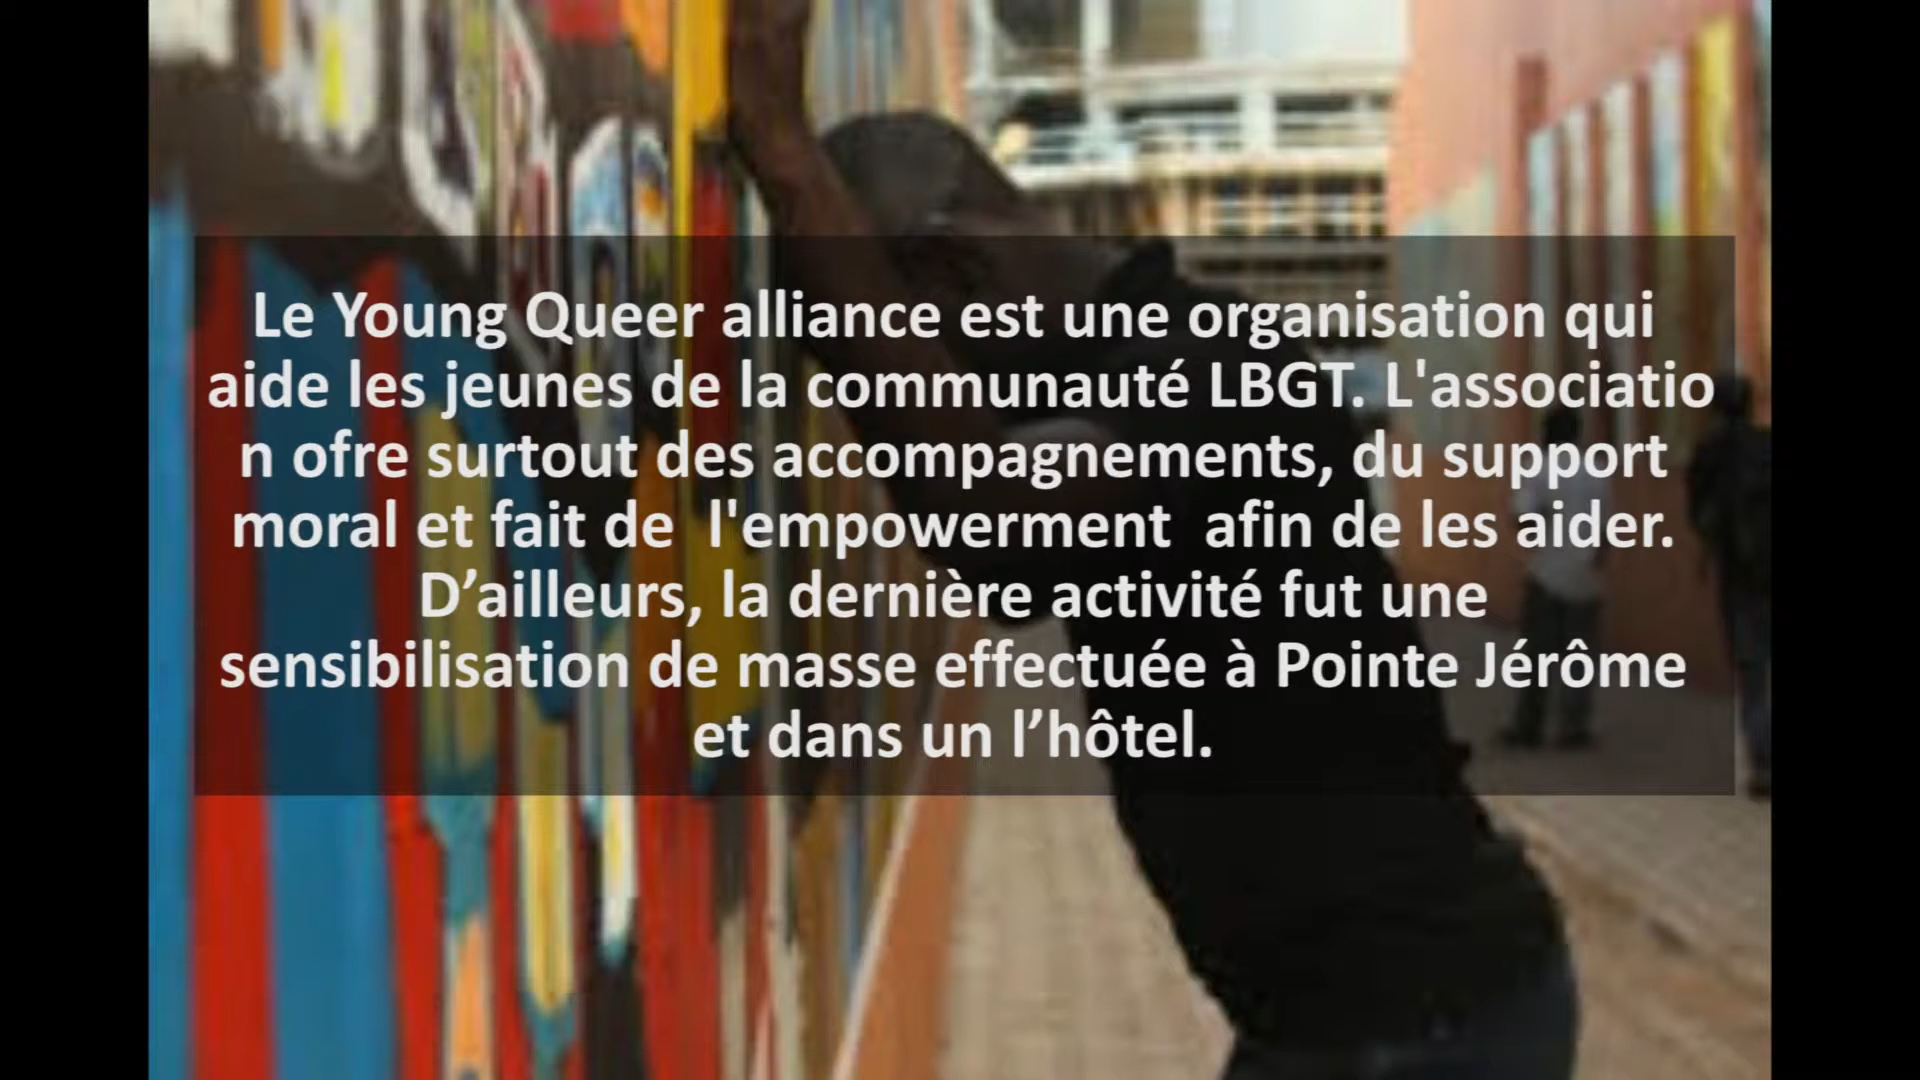 Le Young Queer alliance est une organisation qui
aide les jeunes de la communauté LBGT. L'associatio
n ofre surtout des accompagnements, du support
moral et fait de  l'empowerment  afin de les aider.
D’ailleurs, la dernière activité fut une
sensibilisation de masse effectuée à Pointe Jérôme
et dans un l’hôtel.